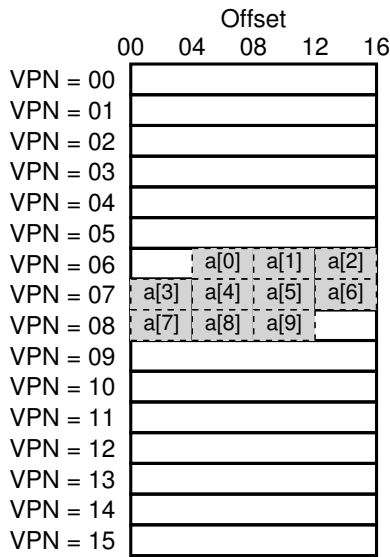 Offset
00 04 08 12 16
VPN = 00
VPN = 01
VPN = 02
VPN = 03
VPN = 04
VPN = 05
VPN = 06 a[0] a[1] a[2]
VPN = 07 a[3] a[4] a[5] a[6]
VPN = 08 a[7] a[8] a[9]
VPN = 09
VPN = 10
VPN = 11
VPN = 12
VPN = 13
VPN = 14
VPN = 15